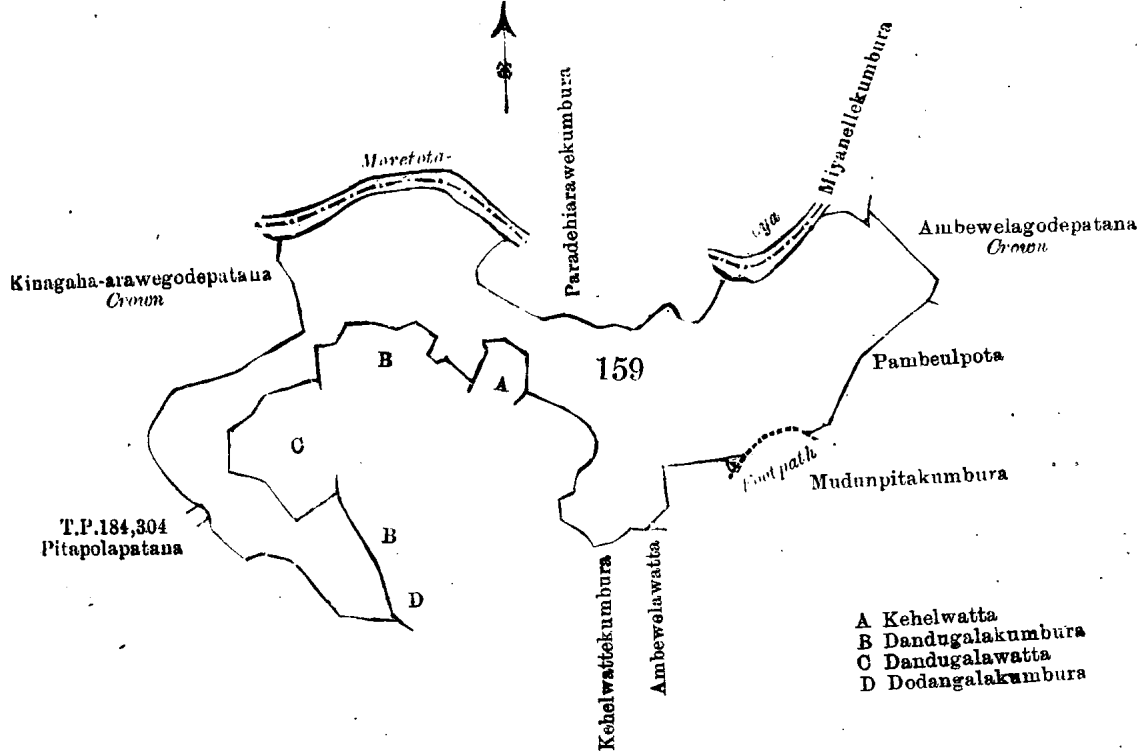 Paradehiarawekumbura
Miyanellekumbura
Moretota-
oya
Ambewelagodepatana
Crown
Kinagaha-arawegodepatana
Crown
B
159
Pambeulpota
A
C
Footpath
Mudunpitakumbura
T.P.184,304
Pitapolapatana
B
D
Kehelwattekumbura
Ambewelawatta
A Kehelwatta
B Dandugalakumbura
C Dandugalawatta
D Dodangalakumbura